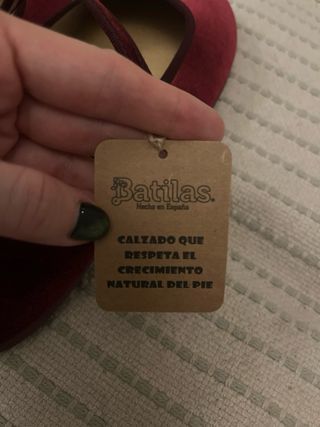 Batilas®
Hecho en España
CALZADO QUE
RESPETA EL
CRECIMIENTO
NATURAL DEL PIE